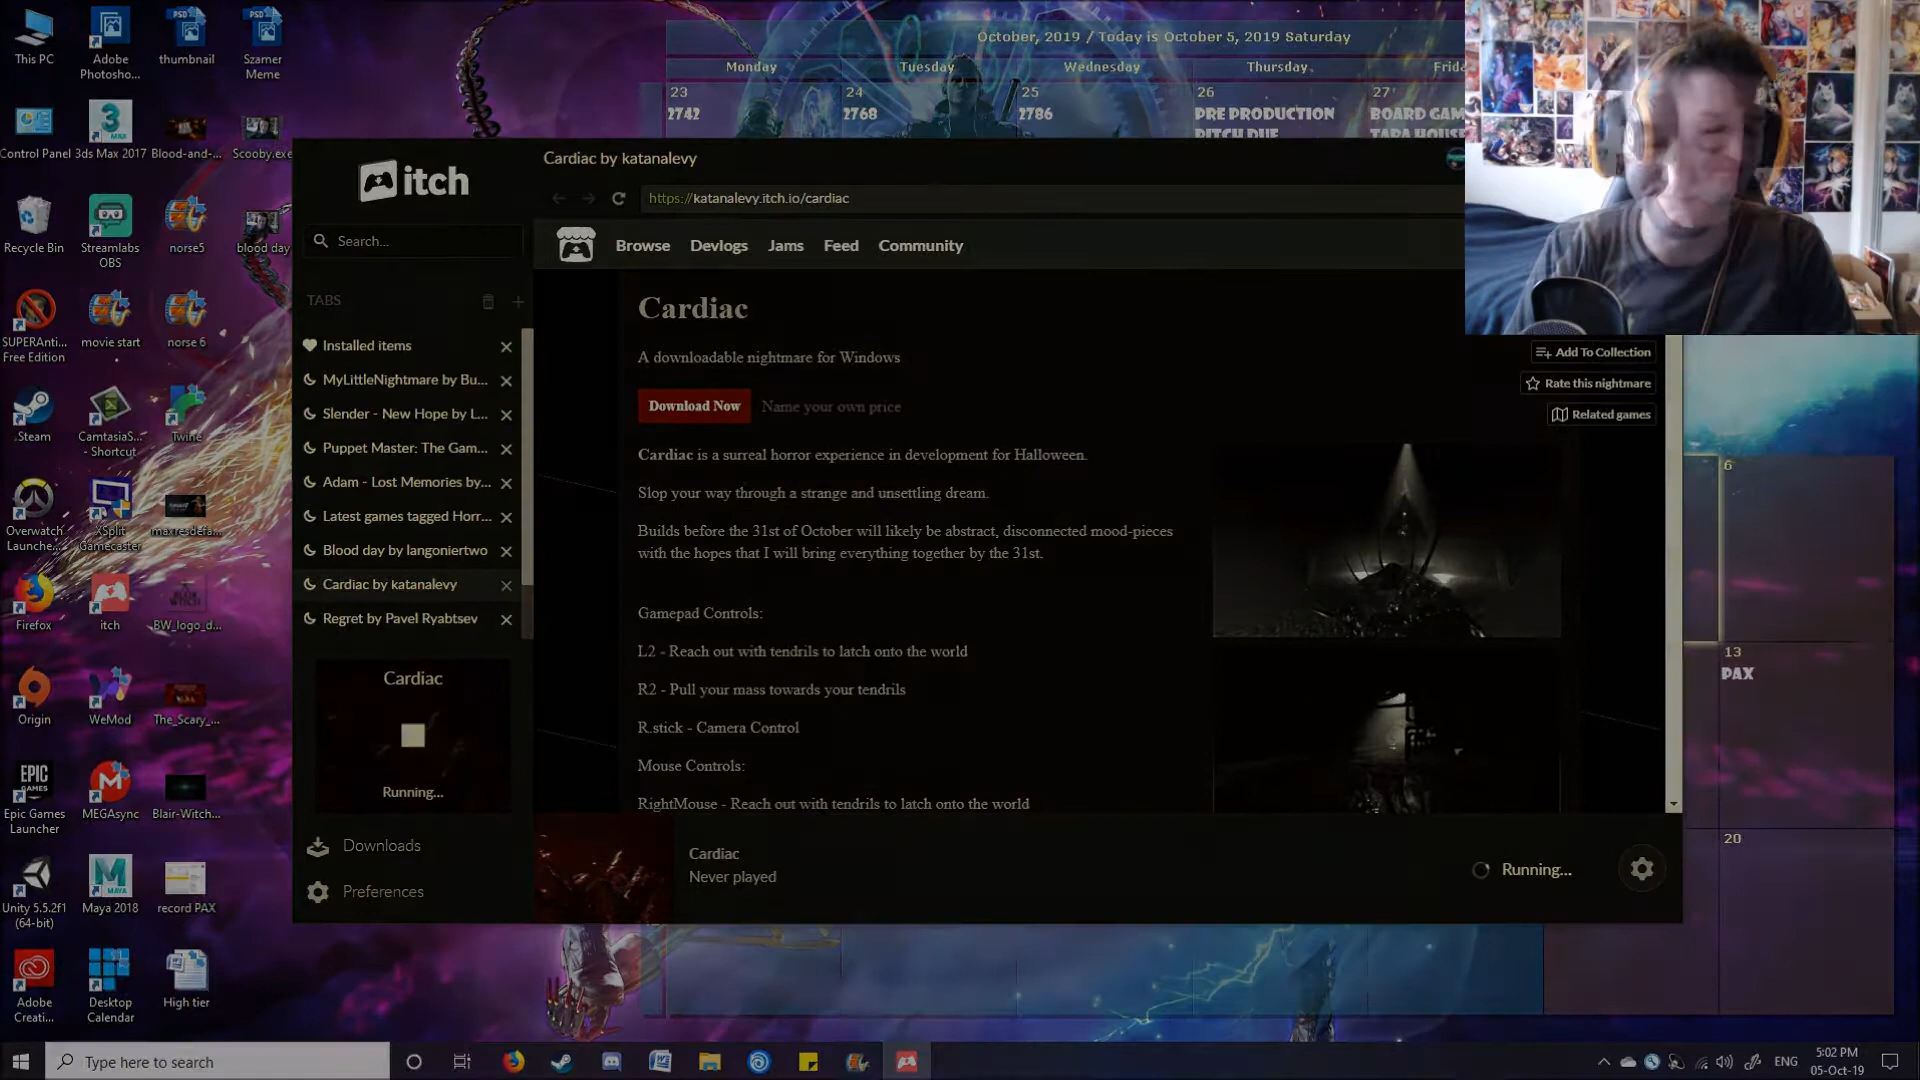 This PC
Adobe
Photosho...
thumbnail
Szamer
Meme
Control Panel
3ds Max 2017
Blood-and-...
Scooby.exe
Recycle Bin
Streamlabs
OBS
norse5
blood day
SUPERAnti...
Free Edition
movie start
norse 6
Steam
CamtasiaS...
- Shortcut
Twine
Overwatch
Launche...
XSplit
Gamecaster
maxresdefa...
Firefox
itch
BW_logo_d...
Origin
WeMod
The_Scary_...
EPIC
GAMES
Epic Games
Launcher
MEGAsync
Blair-Witch...
Unity 5.5.2f1
(64-bit)
Maya 2018
record PAX
Adobe
Creati...
Desktop
Calendar
High tier
October, 2019 / Today is October 5, 2019 Saturday
Monday
Tuesday
Wednesday
Thursday
Frid
23
2742
24
2768
25
2786
26
PRE PRODUCTION
PITCH DUE
27
BOARD GAM
TARA HOUSE
6
13
PAX
20
itch
Search...
TABS
Installed items
MyLittleNightmare by Bu...
Slender - New Hope by L...
Puppet Master: The Gam...
Adam - Lost Memories by...
Latest games tagged Horr...
Blood day by langoniertwo
Cardiac by katanalevy
Regret by Pavel Ryabtsev
Cardiac
Running...
Downloads
Preferences
Cardiac by katanalevy
https://katanalevy.itch.io/cardiac
Browse Devlogs Jams Feed Community
Cardiac
A downloadable nightmare for Windows
Download Now Name your own price
Add To Collection
Rate this nightmare
Related games
Cardiac is a surreal horror experience in development for Halloween.
Slop your way through a strange and unsettling dream.
Builds before the 31st of October will likely be abstract, disconnected mood-pieces
with the hopes that I will bring everything together by the 31st.
Gamepad Controls:
L2 - Reach out with tendrils to latch onto the world
R2 - Pull your mass towards your tendrils
R.stick - Camera Control
Mouse Controls:
RightMouse - Reach out with tendrils to latch onto the world
Cardiac
Never played
Running...
Type here to search
ENG
5:02 PM
05-Oct-19